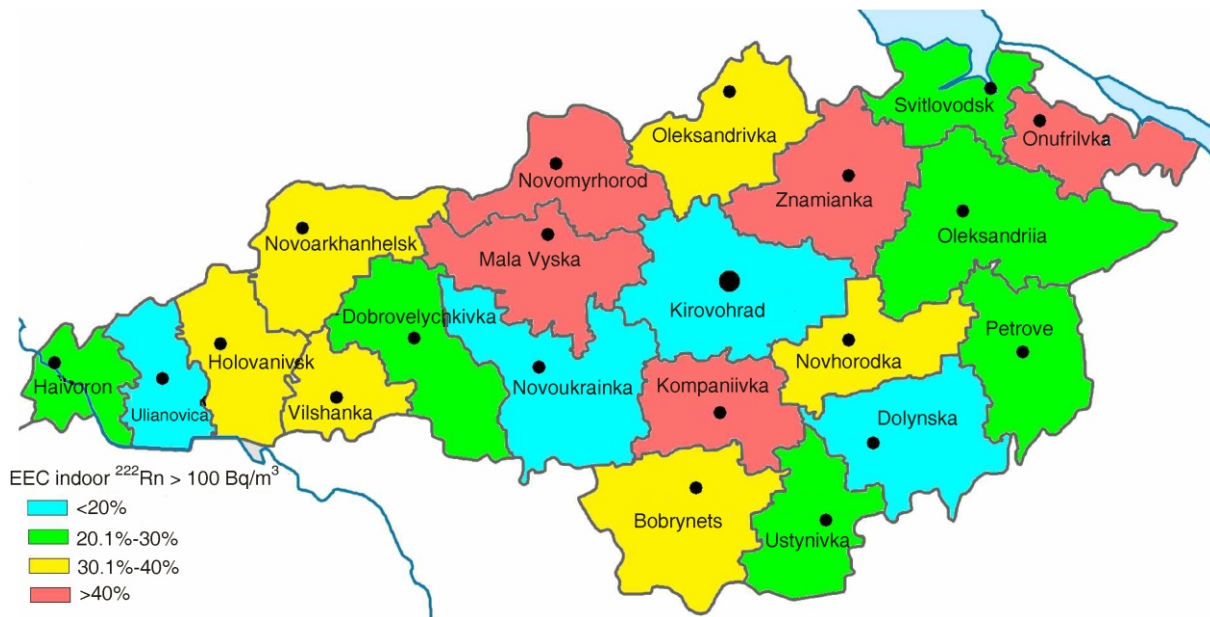 Svitlovodsk
Oleksandrivka
Onufrilvka
Novomyrhorod
Znamianka
Novoarkhanhelsk
Mala Vyska
Oleksandriia
Kirovohrad
Dobrovelychkivka
Petrove
Holovanivsk
Novhorodka
Haivoron
Novoukrainka
Kompaniivka
Ulianovica
Vilshanka
Dolynska
EEC indoor ²²²Rn > 100 Bq/m³
<20%
20.1%-30%
30.1%-40%
>40%
Bobrynets
Ustynivka